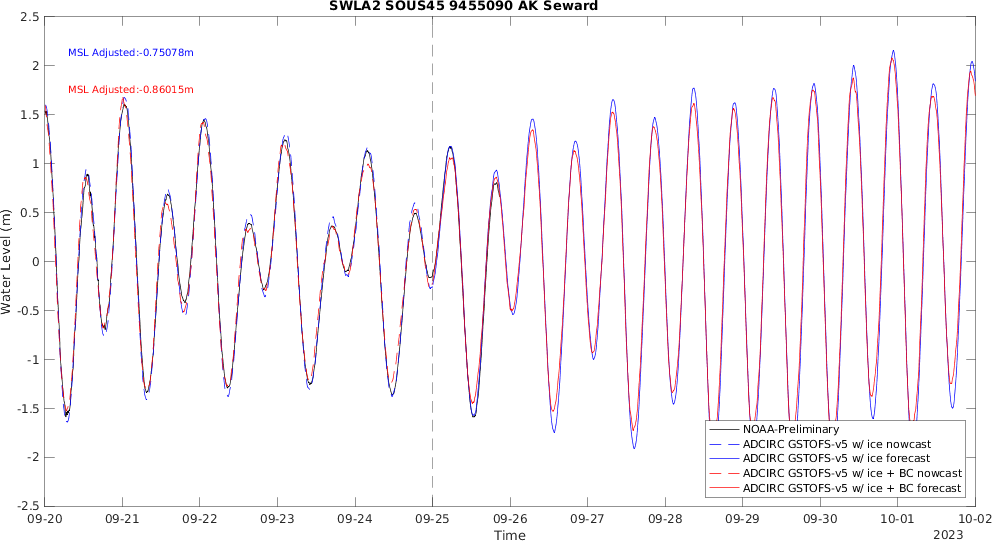 SWLA2 SOUS45 9455090 AK Seward
2.5
2
1.5
1
0.5
0
-0.5
-1
-1.5
-2
-2.5
Water Level (m)
MSL Adjusted:-0.75078m
MSL Adjusted:-0.86015m
NOAA-Preliminary
ADCIRC GSTOFS-v5 w/ ice nowcast
ADCIRC GSTOFS-v5 w/ ice forecast
ADCIRC GSTOFS-v5 w/ ice + BC nowcast
ADCIRC GSTOFS-v5 w/ ice + BC forecast
09-20 09-21 09-22 09-23 09-24 09-25 09-26 09-27 09-28 09-29 09-30 10-01 10-02
Time
2023